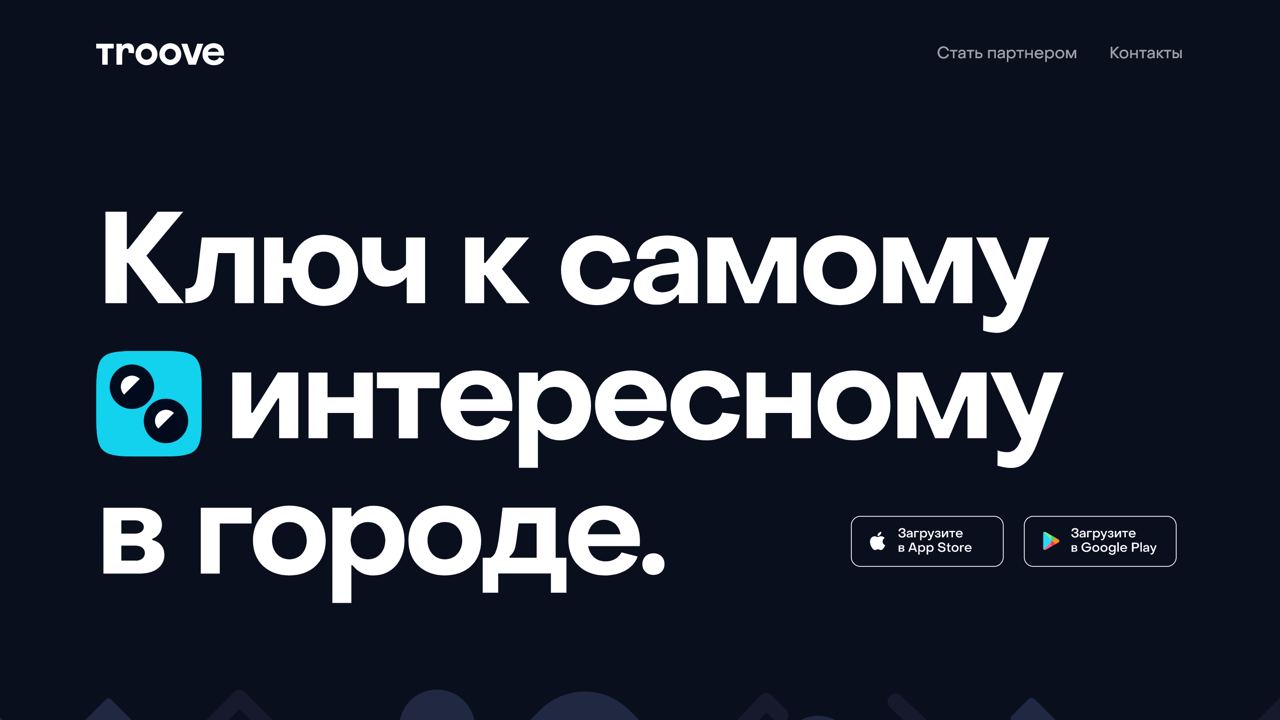 Troove
Стать партнером
Контакты
Ключ к самому
интересному
в городе.
Загрузите
в App Store
Загрузите
в Google Play